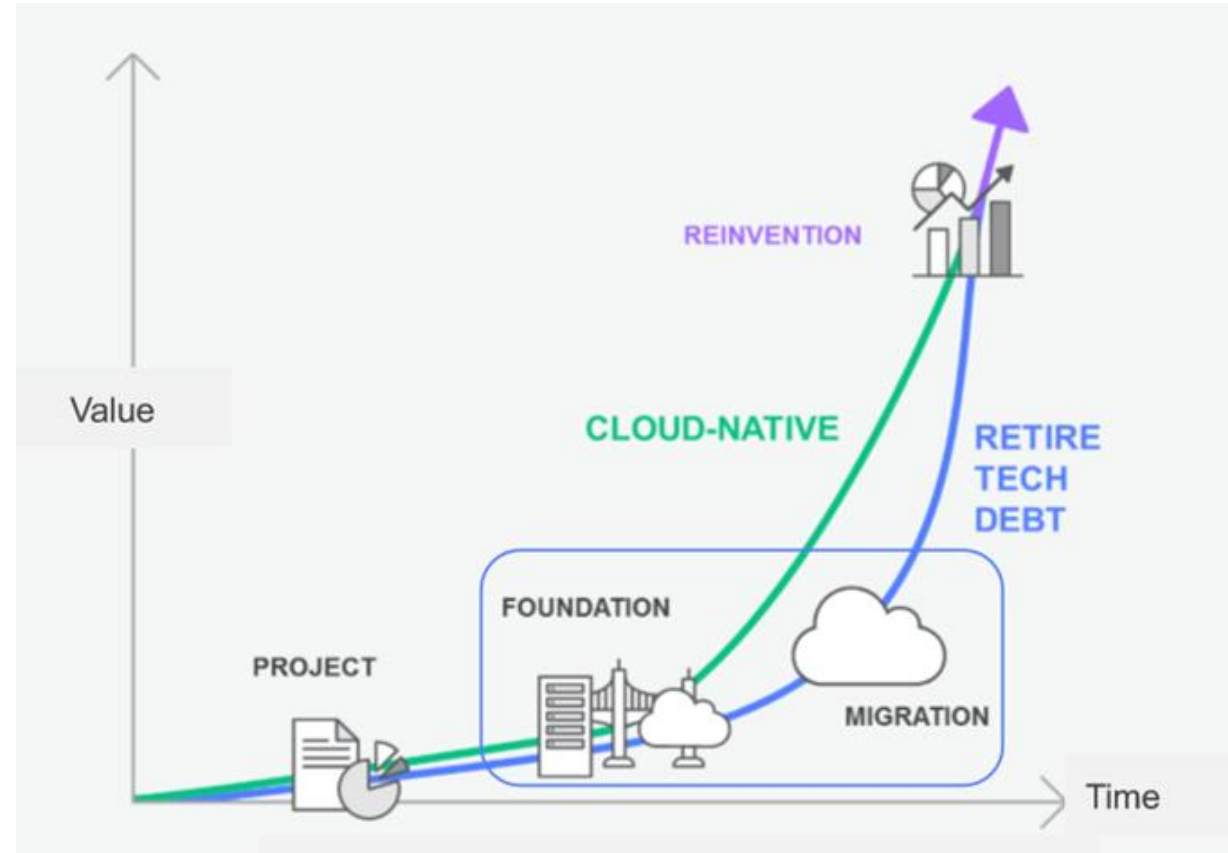 REINVENTION
Value
CLOUD-NATIVE
RETIRE
TECH
DEBT
FOUNDATION
PROJECT
MIGRATION
Time